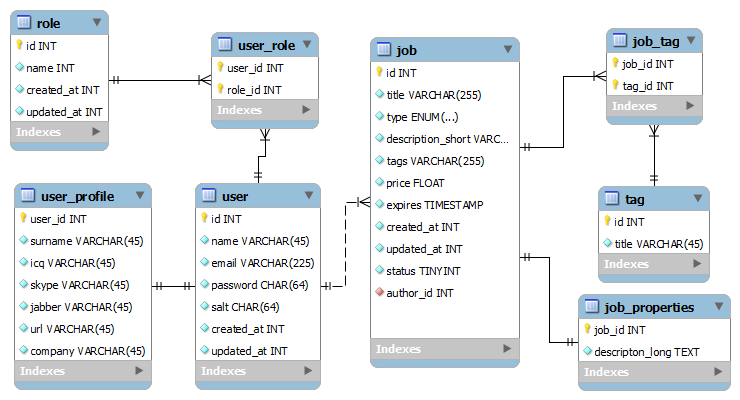 role
id INT
name INT
created_at INT
updated_at INT
Indexes
user_role
user_id INT
role_id INT
Indexes
job
id INT
title VARCHAR(255)
type ENUM(...)
description_short VARC...
tags VARCHAR(255)
price FLOAT
expires TIMESTAMP
created_at INT
updated_at INT
status TINYINT
author_id INT
Indexes
job_tag
job_id INT
tag_id INT
Indexes
user_profile
user_id INT
surname VARCHAR(45)
icq VARCHAR(45)
skype VARCHAR(45)
jabber VARCHAR(45)
url VARCHAR(45)
company VARCHAR(45)
Indexes
user
id INT
name VARCHAR(45)
email VARCHAR(225)
password CHAR(64)
salt CHAR(64)
created_at INT
updated_at INT
Indexes
tag
id INT
title VARCHAR(45)
Indexes
job_properties
job_id INT
descripton_long TEXT
Indexes